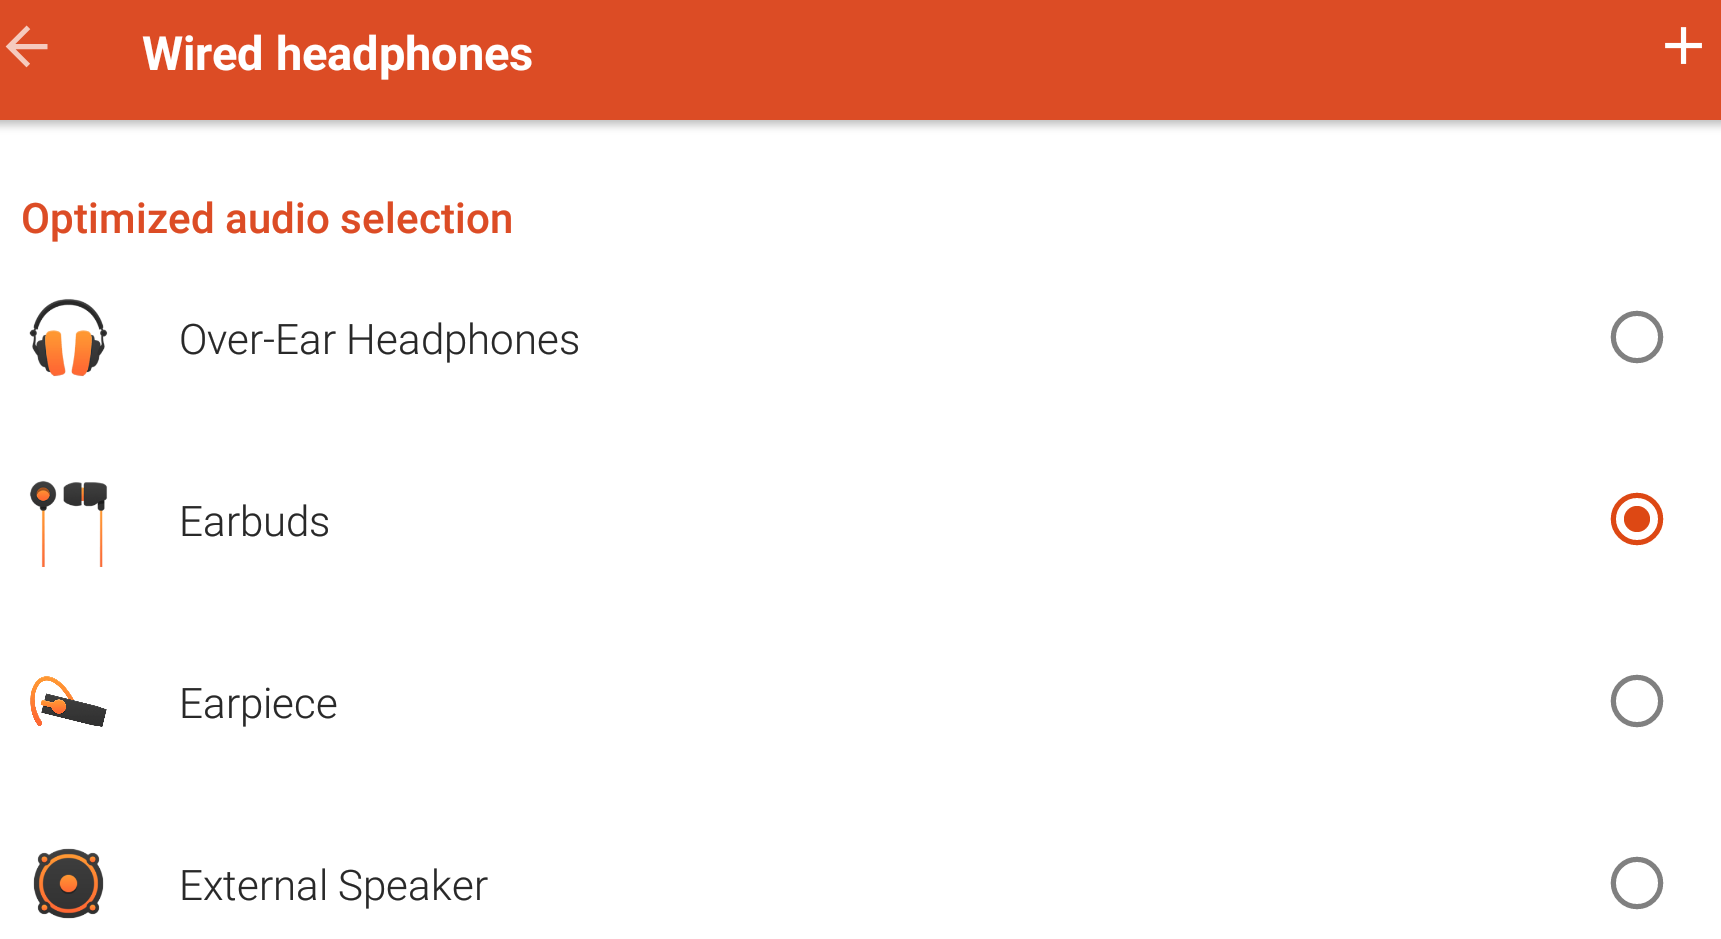 Wired headphones
Optimized audio selection
Over-Ear Headphones
Earbuds
Earpiece
External Speaker